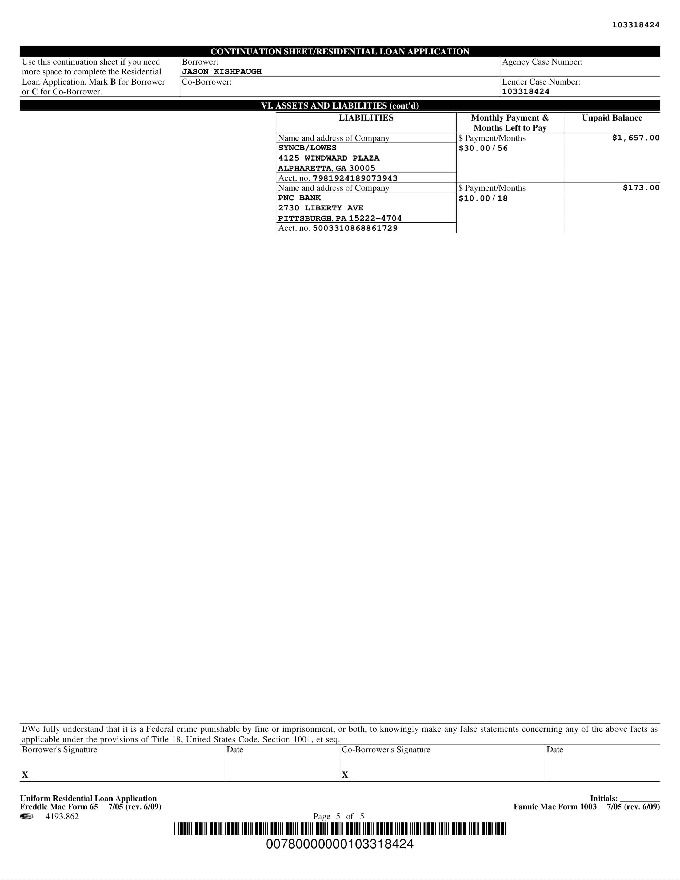 103318424
CONTINUATION SHEET/RESIDENTIAL LOAN APPLICATION
Use this continuation sheet if you need more space to complete the Residential Loan Application. Mark B for Borrower or C for Co-Borrower.
Borrower:
JASON KISHPAUGH
Co-Borrower:
Agency Case Number:
Lender Case Number:
103318424
VI. ASSETS AND LIABILITIES (cont'd)
LIABILITIES
Monthly Payment & Months Left to Pay
Unpaid Balance
Name and address of Company
$ Payment/Months
$1,657.00
SYNCB/LOWES
$30.00/56
4125 WINDWARD PLAZA
ALPHARETTA, GA 30005
Acct. no. 7981924189073943
Name and address of Company
$ Payment/Months
$173.00
PNC BANK
$10.00/18
2730 LIBERTY AVE
PITTSBURGH, PA 15222-4704
Acct. no. 5003310868861729
I/We fully understand that it is a Federal crime punishable by fine or imprisonment, or both, to knowingly make any false statements concerning any of the above facts as
applicable under the provisions of Title 18, United States Code, Section 1001, et seq.
Borrower's Signature
Date
Co-Borrower's Signature
Date
X
X
Uniform Residential Loan Application
Freddie Mac Form 65 7/05 (rev. 6/09)
4193.862
Page 5 of 5
Initials:
Fannie Mae Form 1003 7/05 (rev. 6/09)
00780000000103318424